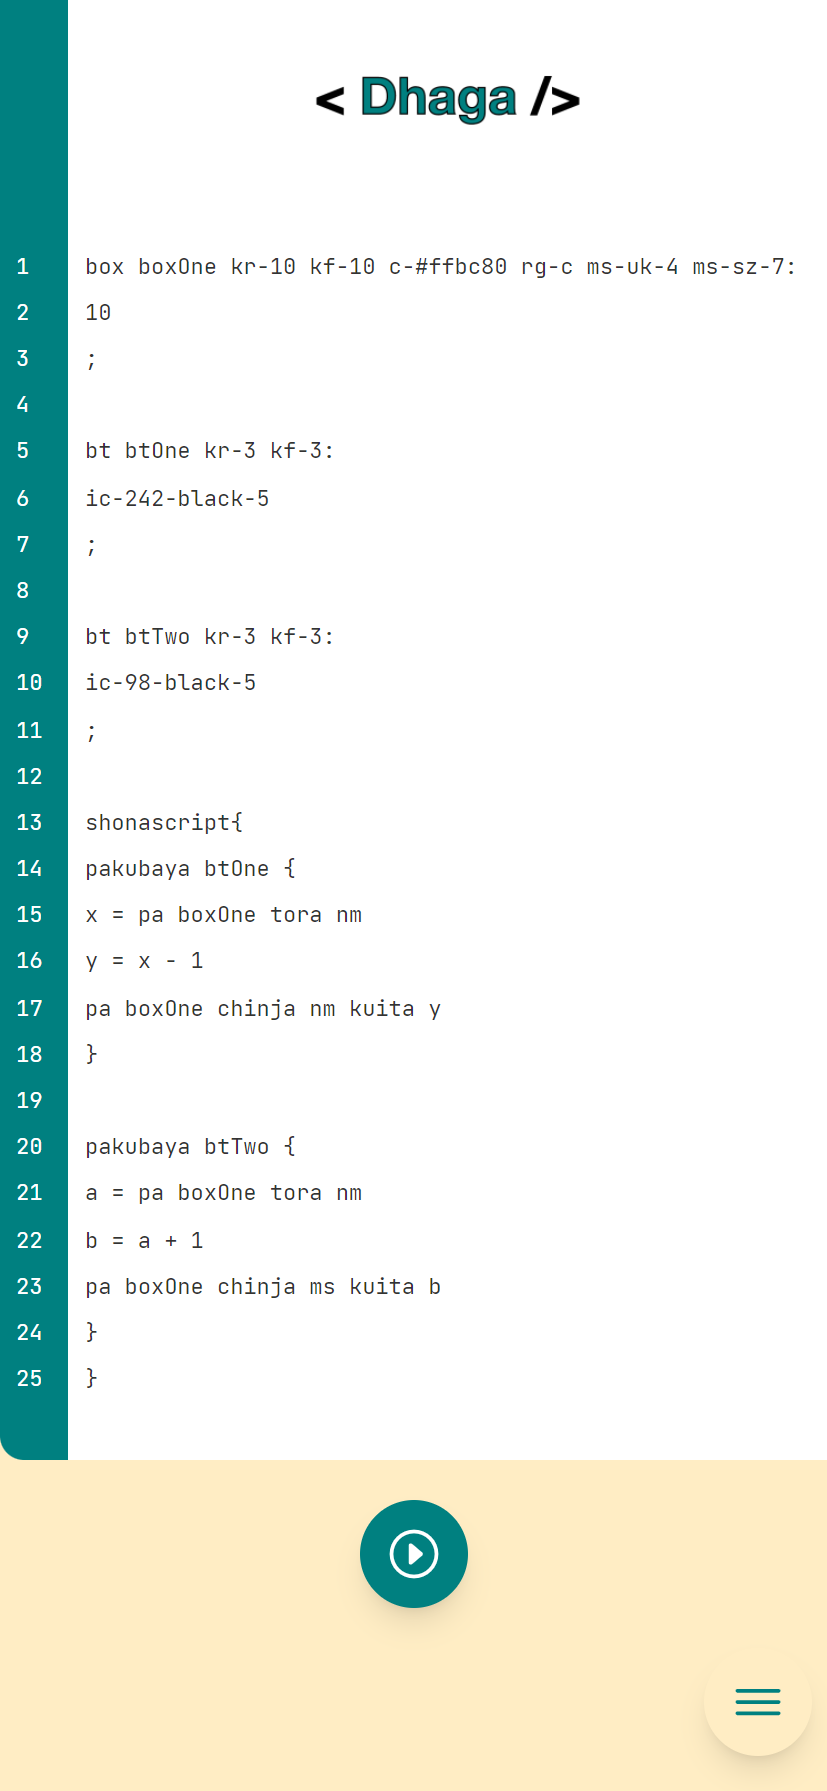 < Dhaga />
1 box boxOne kr-10 kf-10 c-#ffbc80 rg-c ms-uk-4 ms-sz-7:
2 10
3 ;
4
5 bt btOne kr-3 kf-3:
6 ic-242-black-5
7 ;
8
9 bt btTwo kr-3 kf-3:
10 ic-98-black-5
11 ;
12
13 shonascript{
14 pakubaya btOne {
15 x = pa boxOne tora nm
16 y = x - 1
17 pa boxOne chinja nm kuita y
18 }
19
20 pakubaya btTwo {
21 a = pa boxOne tora nm
22 b = a + 1
23 pa boxOne chinja ms kuita b
24 }
25 }